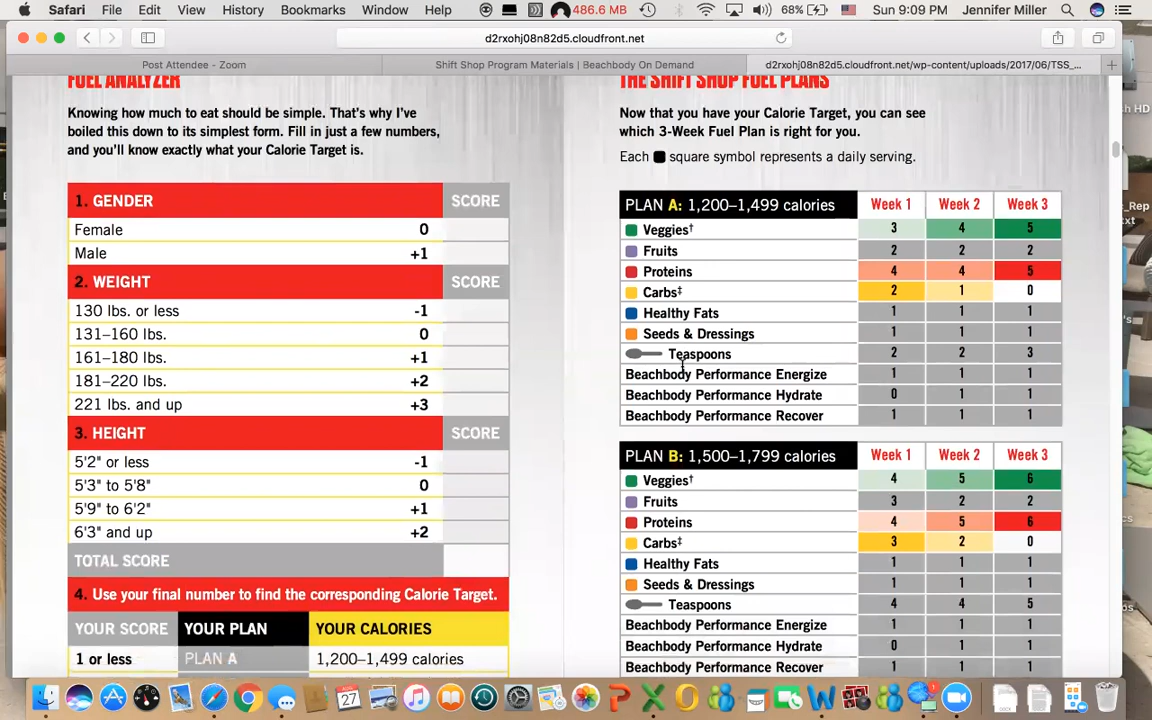 Safari File Edit View History Bookmarks Window Help 486.6 MB 68% Sun 9:09 PM Jennifer Miller
d2rxohj08n82d5.cloudfront.net
Post Attendee - Zoom
Shift Shop Program Materials | Beachbody On Demand
d2rxohj08n82d5.cloudfront.net/wp-content/uploads/2017/06/TSS_...
FUEL ANALYZER
Knowing how much to eat should be simple. That's why I've
boiled this down to its simplest form. Fill in just a few numbers,
and you'll know exactly what your Calorie Target is.
1. GENDER SCORE
Female 0
Male +1
2. WEIGHT SCORE
130 lbs. or less -1
131–160 lbs. 0
161–180 lbs. +1
181–220 lbs. +2
221 lbs. and up +3
3. HEIGHT SCORE
5'2" or less -1
5'3" to 5'8" 0
5'9" to 6'2" +1
6'3" and up +2
TOTAL SCORE
4. Use your final number to find the corresponding Calorie Target.
YOUR SCORE YOUR PLAN YOUR CALORIES
1 or less PLAN A 1,200–1,499 calories
THE SHIFT SHOP FUEL PLANS
Now that you have your Calorie Target, you can see
which 3-Week Fuel Plan is right for you.
Each square symbol represents a daily serving.
PLAN A: 1,200–1,499 calories Week 1 Week 2 Week 3
Veggies† 3 4 5
Fruits 2 2 2
Proteins 4 4 5
Carbs‡ 2 1 0
Healthy Fats 1 1 1
Seeds & Dressings 1 1 1
Teaspoons 2 2 3
Beachbody Performance Energize 1 1 1
Beachbody Performance Hydrate 0 1 1
Beachbody Performance Recover 1 1 1
PLAN B: 1,500–1,799 calories Week 1 Week 2 Week 3
Veggies† 4 5 6
Fruits 3 2 2
Proteins 4 5 6
Carbs‡ 3 2 0
Healthy Fats 1 1 1
Seeds & Dressings 1 1 1
Teaspoons 4 4 5
Beachbody Performance Energize 1 1 1
Beachbody Performance Hydrate 0 1 1
Beachbody Performance Recover 1 1 1